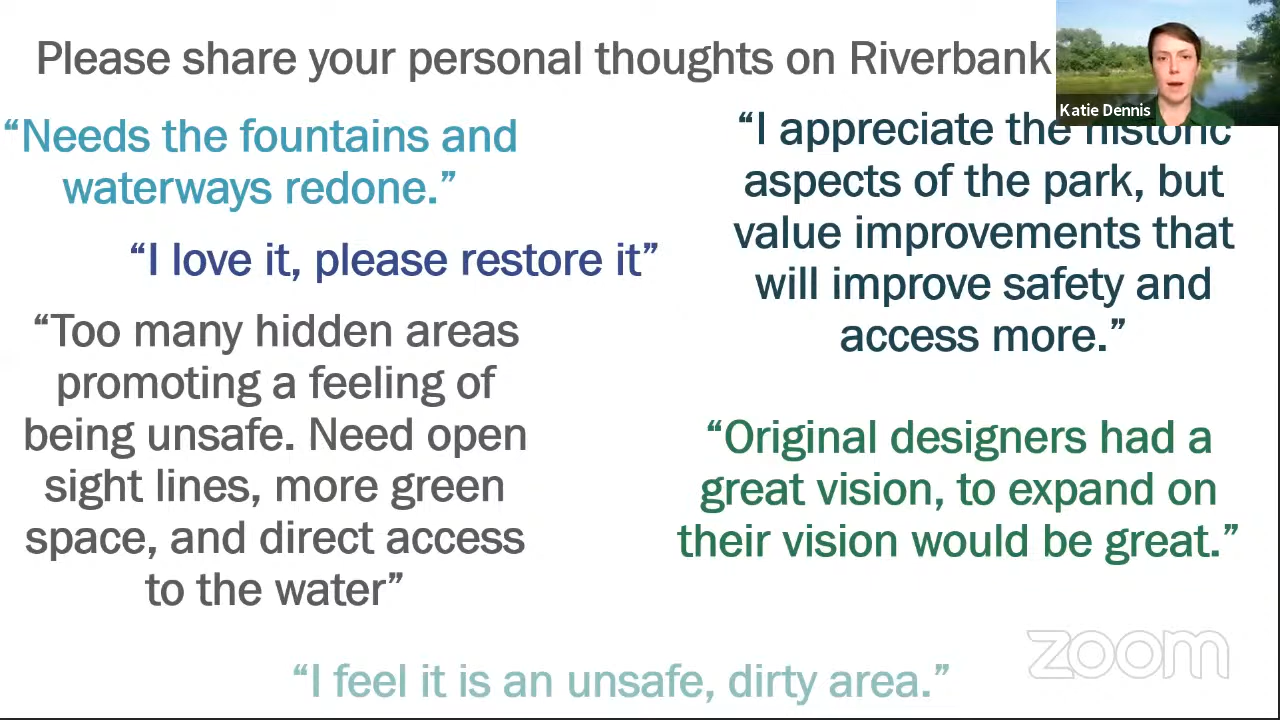 Please share your personal thoughts on Riverbank
Katie Dennis
“Needs the fountains and
waterways redone.”
“I love it, please restore it”
“Too many hidden areas
promoting a feeling of
being unsafe. Need open
sight lines, more green
space, and direct access
to the water”
“I appreciate the historic
aspects of the park, but
value improvements that
will improve safety and
access more.”
“Original designers had a
great vision, to expand on
their vision would be great.”
“I feel it is an unsafe, dirty area.”
zoom